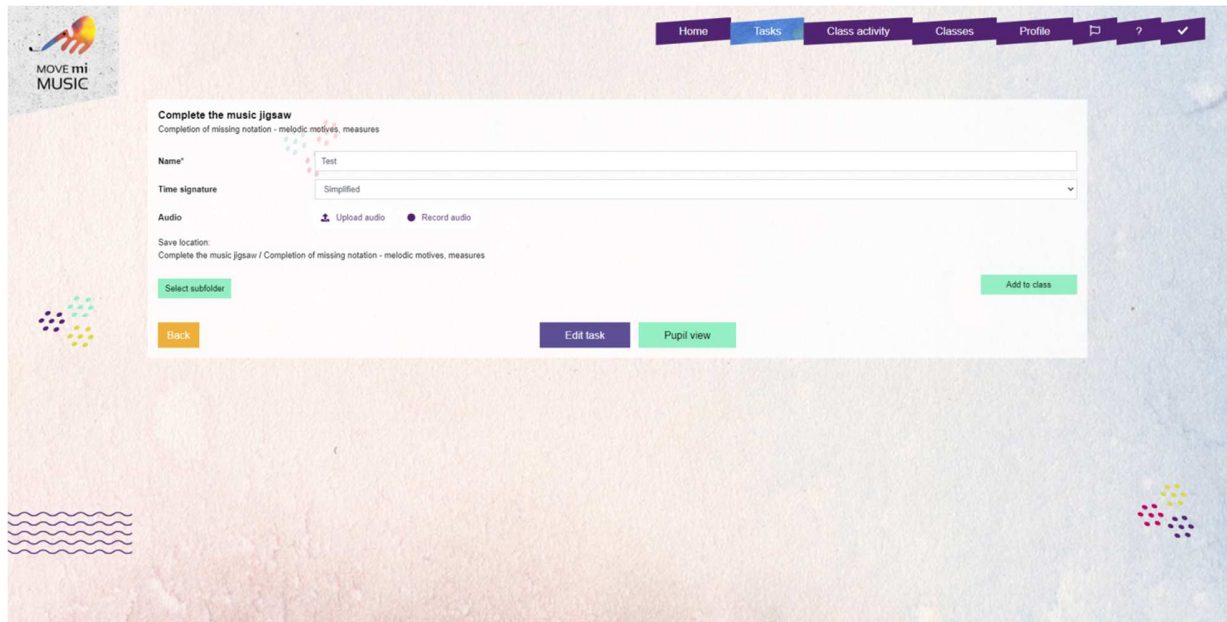 MOVE mi
MUSIC
Home Tasks Class activity Classes Profile ?
Complete the music jigsaw
Completion of missing notation - melodic motives, measures
Name* Test
Time signature Simplified
Audio Upload audio Record audio
Save location:
Complete the music jigsaw / Completion of missing notation - melodic motives, measures
Select subfolder Add to class
Back Edit task Pupil view